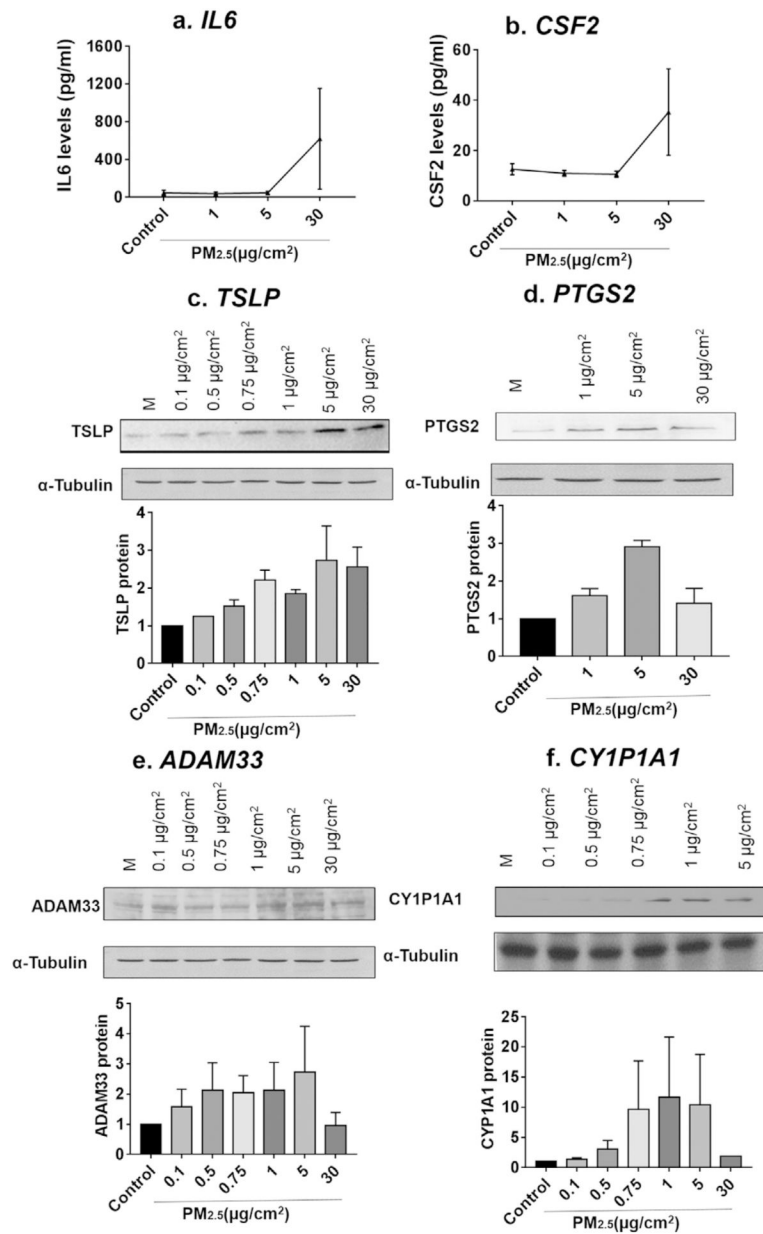 a. IL6
IL6 levels (pg/ml)
1600
1200
800
400
0
Control
1
5
30
PM2.5(µg/cm²)
b. CSF2
CSF2 levels (pg/ml)
60
40
20
0
Control
1
5
30
PM2.5(µg/cm²)
c. TSLP
M
0.1 µg/cm²
0.5 µg/cm²
0.75 µg/cm²
1 µg/cm²
5 µg/cm²
30 µg/cm²
TSLP
α-Tubulin
TSLP protein
4
3
2
1
0
Control
0.1
0.5
0.75
1
5
30
PM2.5(µg/cm²)
d. PTGS2
M
1 µg/cm²
5 µg/cm²
30 µg/cm²
PTGS2
α-Tubulin
PTGS2 protein
4
3
2
1
0
Control
1
5
30
PM2.5(µg/cm²)
e. ADAM33
M
0.1 µg/cm²
0.5 µg/cm²
0.75 µg/cm²
1 µg/cm²
5 µg/cm²
30 µg/cm²
ADAM33
α-Tubulin
ADAM33 protein
5
4
3
2
1
0
Control
0.1
0.5
0.75
1
5
30
PM2.5(µg/cm²)
f. CY1P1A1
M
0.1 µg/cm²
0.5 µg/cm²
0.75 µg/cm²
1 µg/cm²
5 µg/cm²
CY1P1A1
α-Tubulin
CYP1A1 protein
25
20
15
10
5
0
Control
0.1
0.5
0.75
1
5
30
PM2.5(µg/cm²)